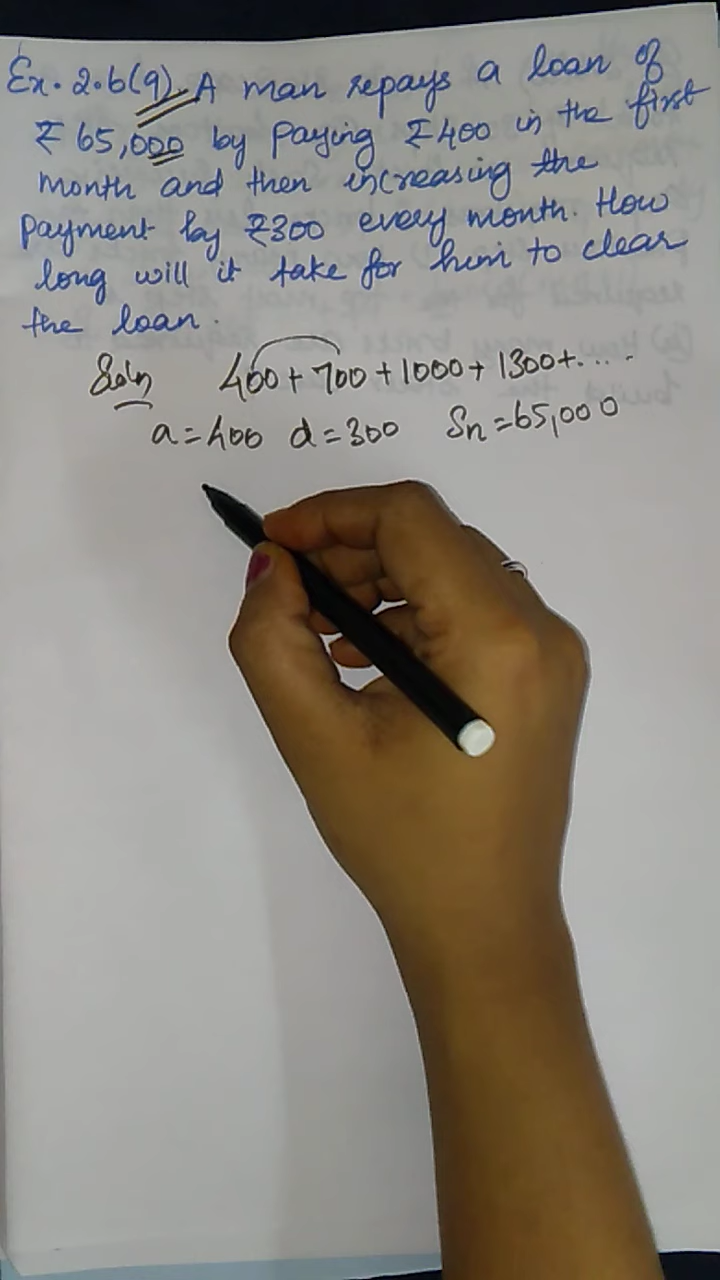 Ex. 2.6(9). A man repays a loan of
₹ 65,000 by paying ₹400 in the first
month and then increasing the
payment by ₹300 every month. How
long will it take for him to clear
the loan.
Soln 400 + 700 + 1000 + 1300+.....
a = 400 d = 300 Sn = 65,000